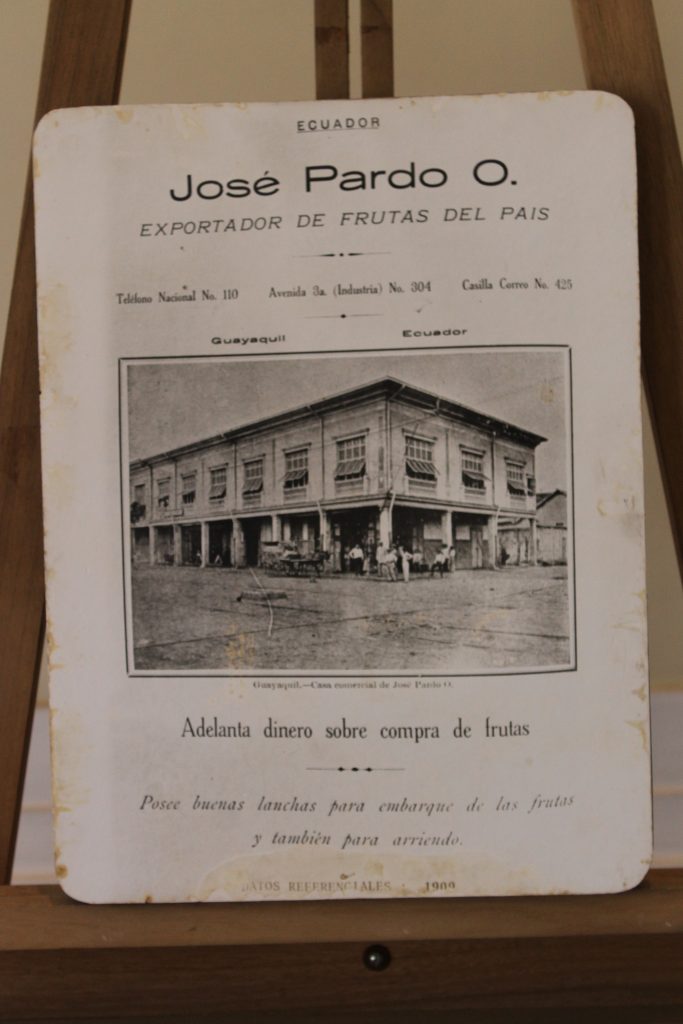 ECUADOR
José Pardo O.
EXPORTADOR DE FRUTAS DEL PAIS
Teléfono Nacional No. 110 Avenida 3a. (Industria) No. 304 Casilla Correo No. 425
Guayaquil Ecuador
Guayaquil.—Casa comercial de José Pardo O.
Adelanta dinero sobre compra de frutas
Posee buenas lanchas para embarque de las frutas
y también para arriendo.
DATOS REFERENCIALES : 1909